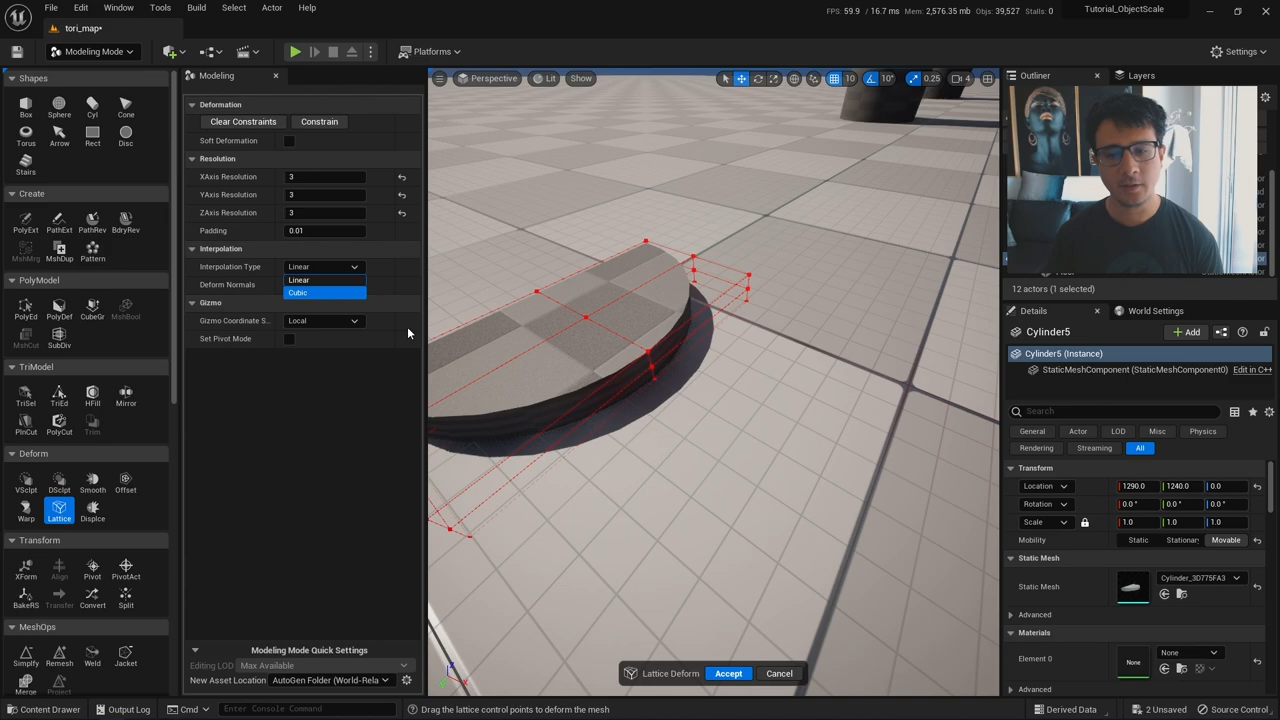 File Edit Window Tools Build Select Actor Help
FPS: 59.9 / 16.7 ms Mem: 2,576.35 mb Objs: 39,527 Stalls: 0
Tutorial_ObjectScale
tori_map•
Modeling Mode
Platforms
Settings
Shapes
Box Sphere Cyl Cone
Torus Arrow Rect Disc
Stairs
Create
PolyExt PathExt PathRev BdryRev
MshMrg MshDup Pattern
PolyModel
PolyEd PolyDef CubeGr MshBool
MshCut SubDiv
TriModel
TriSel TriEd HFill Mirror
PlnCut PolyCut Trim
Deform
VSclpt DSclpt Smooth Offset
Warp Lattice Displce
Transform
XForm Align Pivot PivotAct
BakeRS Transfer Convert Split
MeshOps
Simplfy Remesh Weld Jacket
Merge
Modeling
Deformation
Clear Constraints Constrain
Soft Deformation
Resolution
XAxis Resolution 3
YAxis Resolution 3
ZAxis Resolution 3
Padding 0.01
Interpolation
Interpolation Type Linear
Linear
Deform Normals
Cubic
Gizmo
Gizmo Coordinate S... Local
Set Pivot Mode
Modeling Mode Quick Settings
Editing LOD Max Available
New Asset Location AutoGen Folder (World-Rela
Perspective Lit Show
10 10° 0.25 4
Lattice Deform Accept Cancel
Outliner Layers
12 actors (1 selected)
Details World Settings
Cylinder5
Add
Cylinder5 (Instance)
StaticMeshComponent (StaticMeshComponent0) Edit in C++
Search
General Actor LOD Misc Physics
Rendering Streaming All
Transform
Location 1290.0 1240.0 0.0
Rotation 0.0 ° 0.0 ° 0.0 °
Scale 1.0 1.0 1.0
Mobility Static Stationary Movable
Static Mesh
Static Mesh Cylinder_3D775FA3
Advanced
Materials
Element 0 None None
Advanced
Content Drawer Output Log Cmd Enter Console Command Drag the lattice control points to deform the mesh Derived Data 2 Unsaved Source Control